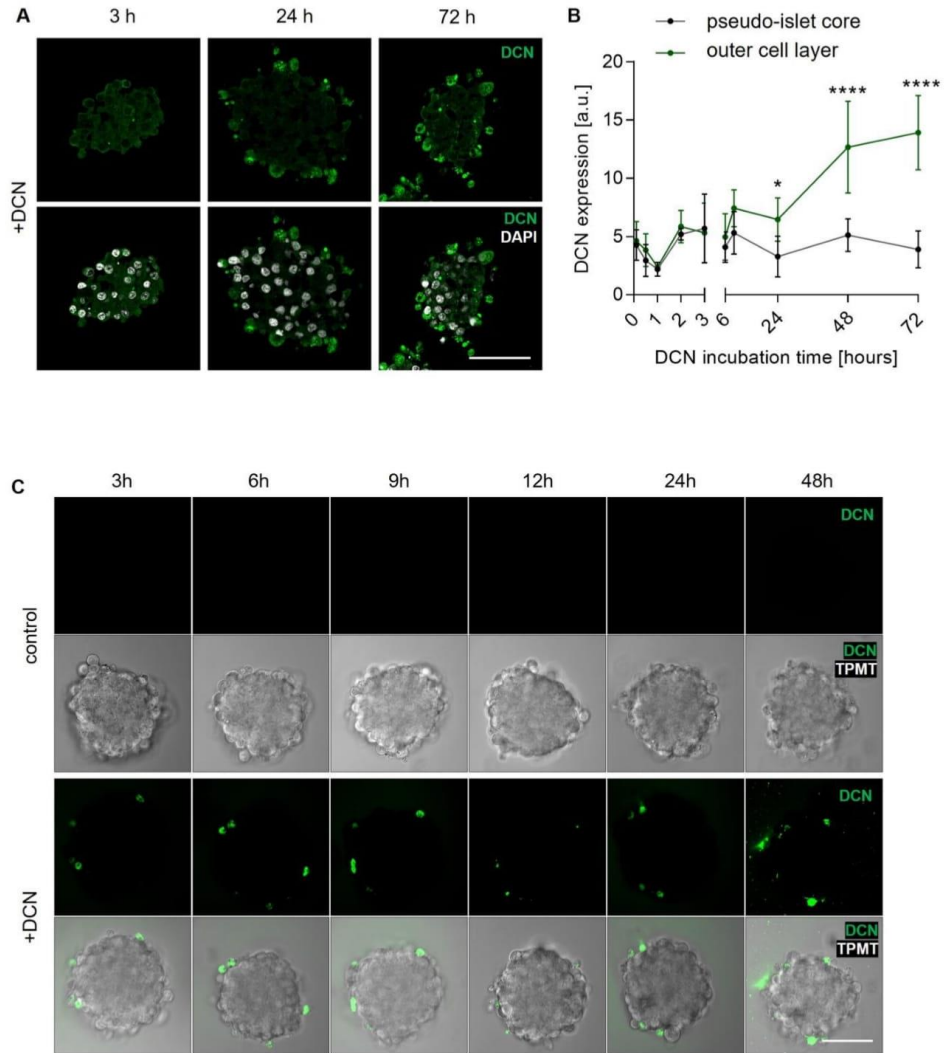 A
3 h
24 h
72 h
DCN
+DCN
DCN
DAPI
B
pseudo-islet core
outer cell layer
DCN expression [a.u.]
20
15
10
5
0
*
****
****
0
1
2
3
6
24
48
72
DCN incubation time [hours]
C
3h
6h
9h
12h
24h
48h
control
DCN
DCN
TPMT
+DCN
DCN
DCN
TPMT